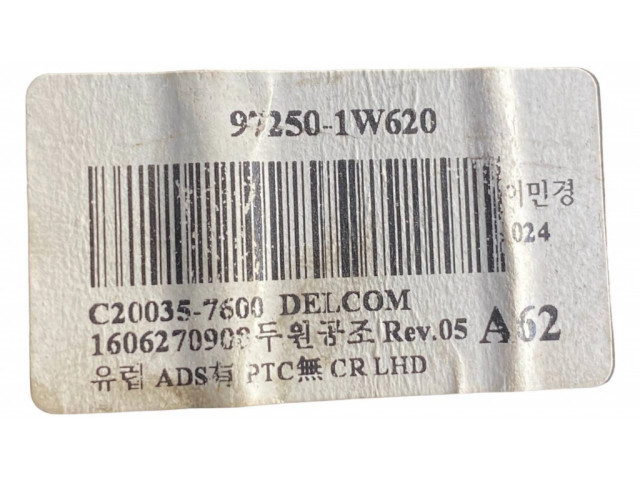 97250-1W620
이민경
024
C20035-7600 DELCOM
1606270908 두원공조 Rev.05 A62
유럽 ADS有 PTC無 CR LHD